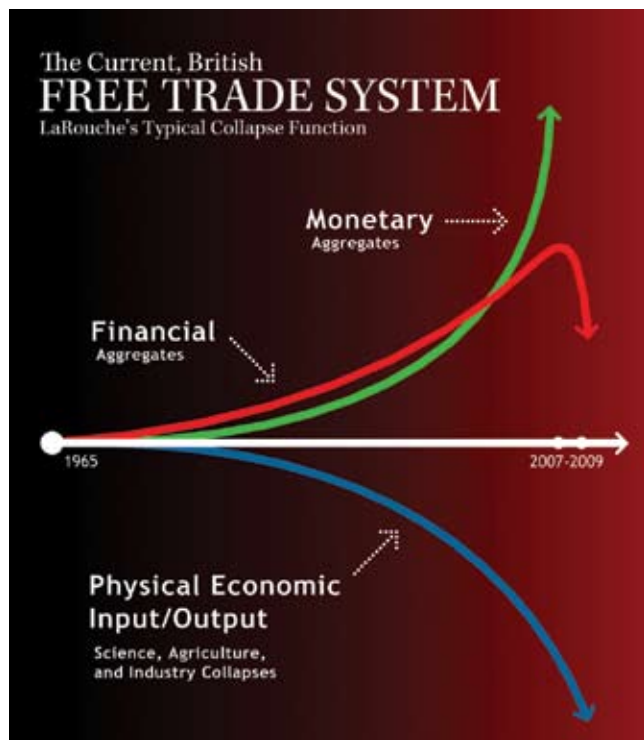 The Current, British
FREE TRADE SYSTEM
LaRouche's Typical Collapse Function
Monetary
Aggregates
Financial
Aggregates
1965
2007-2009
Physical Economic
Input/Output
Science, Agriculture,
and Industry Collapses